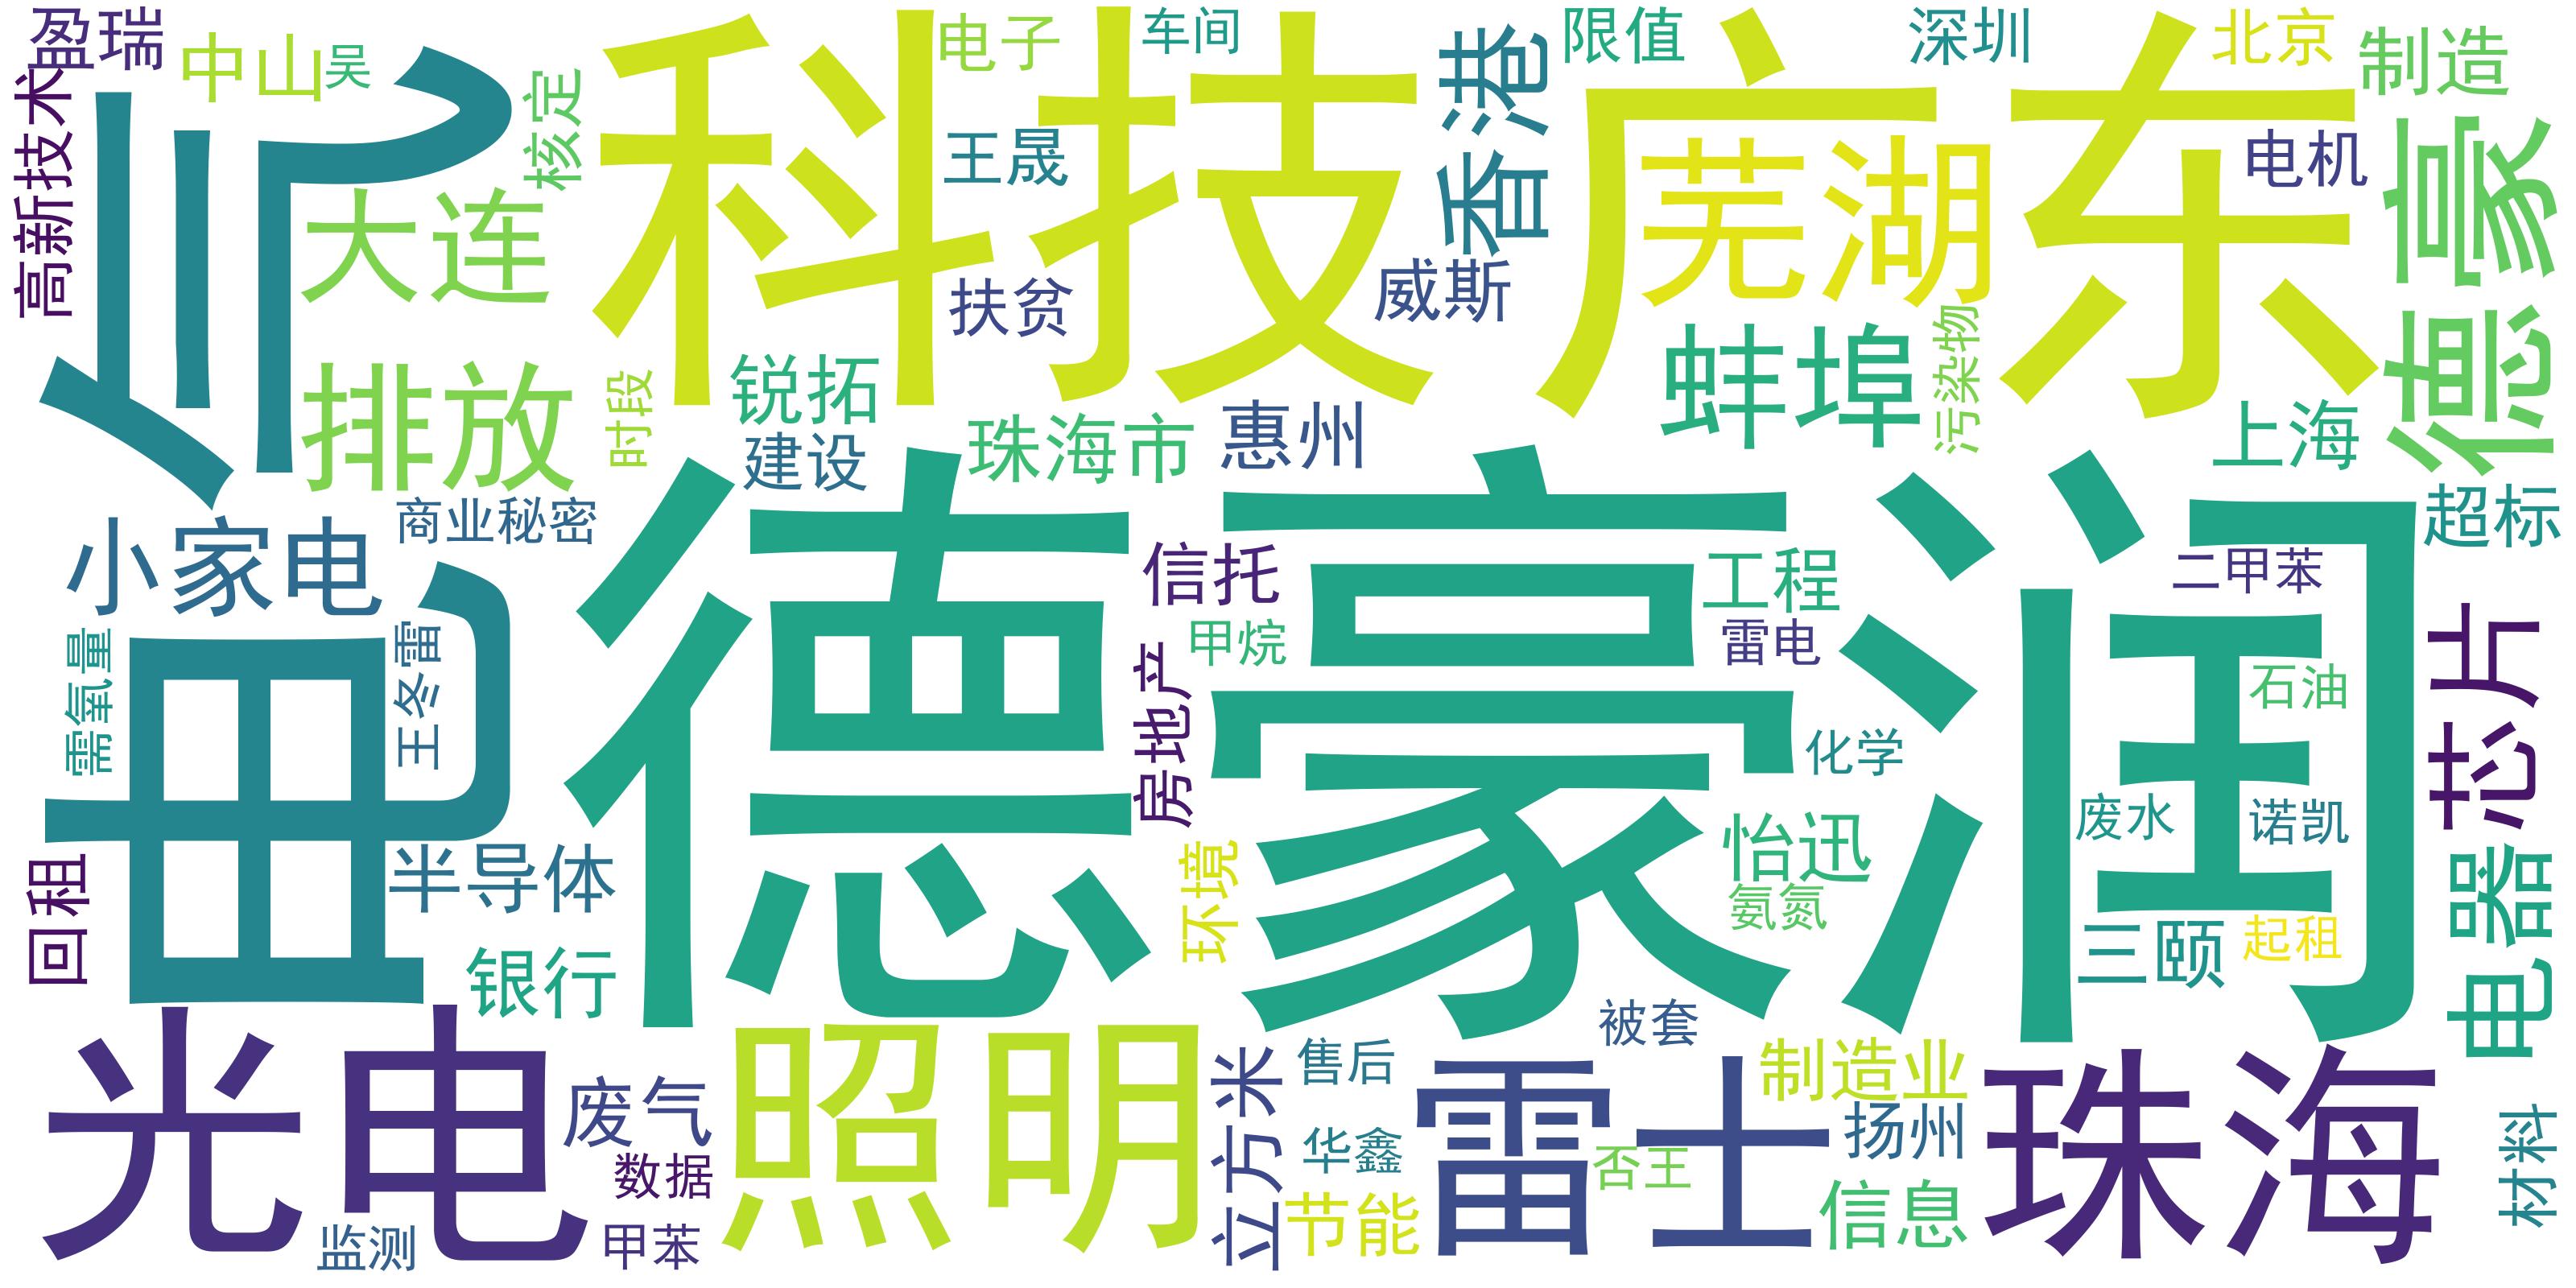 盈瑞
中山
吴
科技
电子
车间
香港
限值
广东
深圳
北京
制造
高新技术
电气
核定
王晟
芜湖
电机
德豪
大连
扶贫
威斯
排放
时段
锐拓
蚌埠
污染物
建设
珠海市
惠州
上海
小家电
商业秘密
德豪润
超标
信托
工程
二甲苯
需氧量
王冬雷
甲烷
雷电
芯片
房地产
石油
化学
回租
半导体
环境
怡迅
废水
诺凯
电器
氨氮
银行
三颐
起租
光电
照明
被套
废气
立方米
售后
雷士
制造业
珠海
数据
华鑫
否王
扬州
材料
监测
甲苯
节能
信息